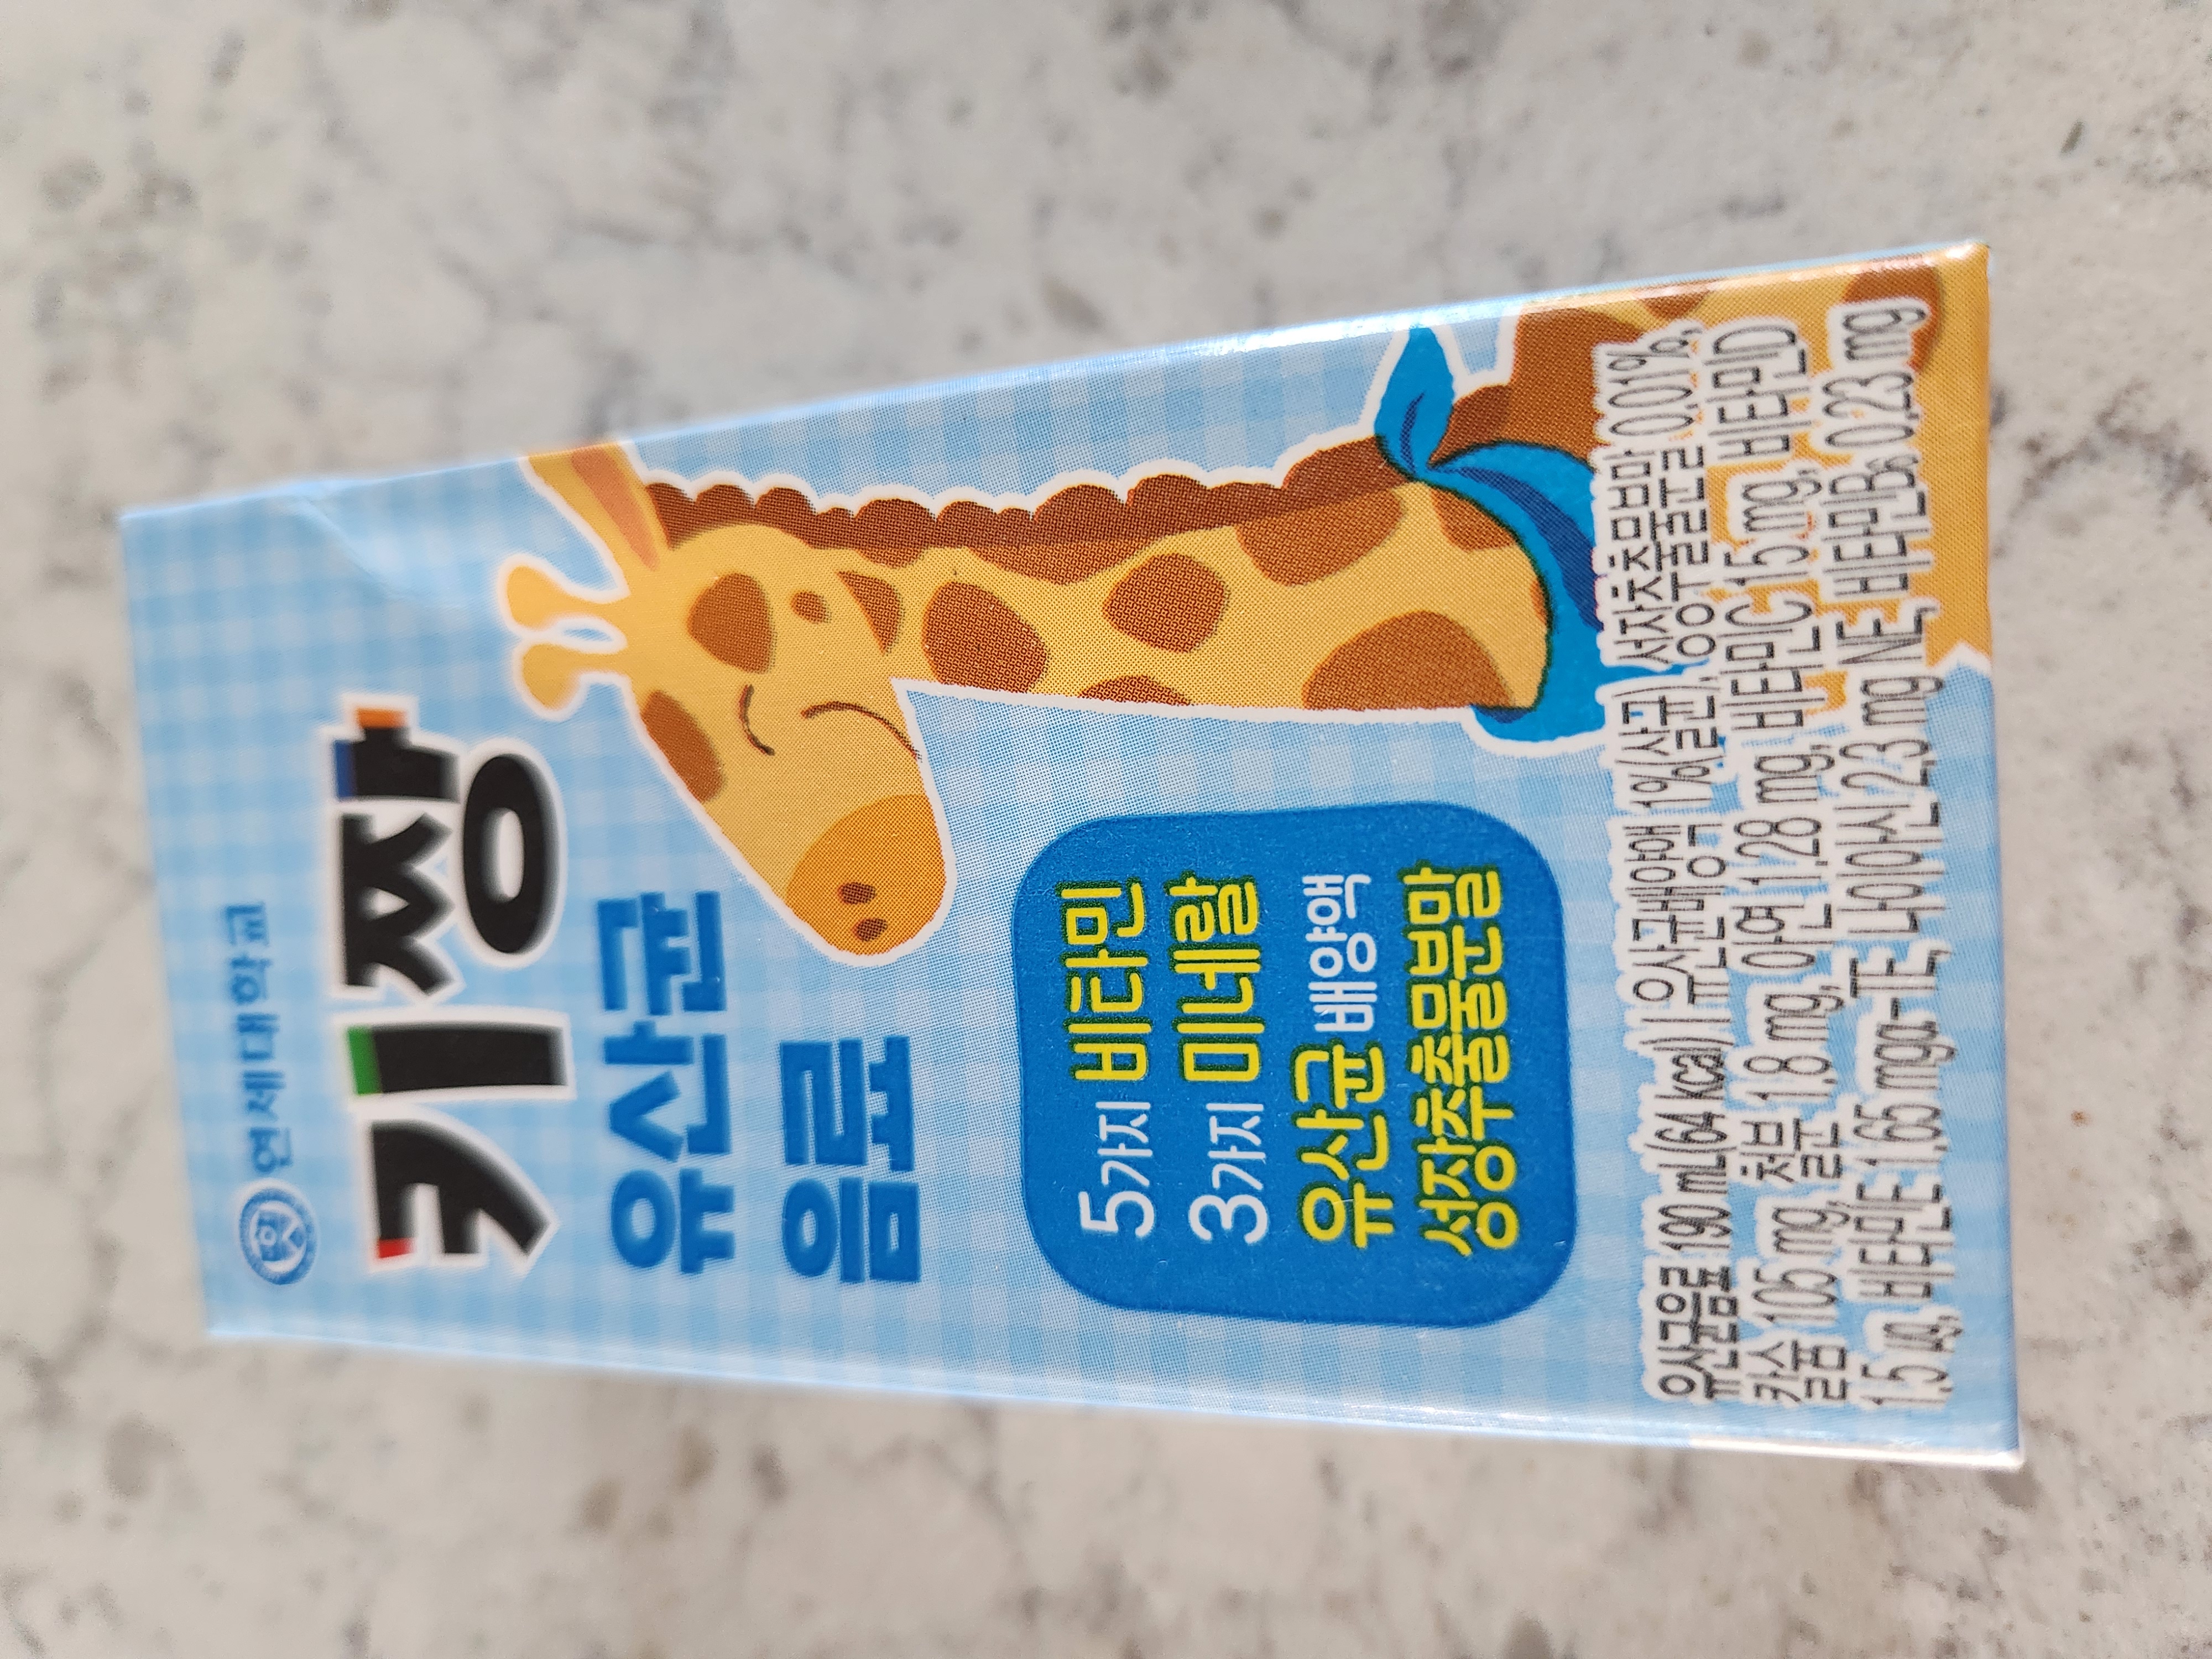 연세대학교
키짱
유산균
음료
5가지 비타민
3가지 미네랄
유산균 배양액
성장추출물분말
유산균음료 190 mL(64 kcal) | 유산균배양액 1%(사균), 서자추출물분말 0.01%,
칼슘 105 mg, 철분 1.8 mg, 아연 1.28 mg, 비타민C 15 mg, 비타민D
1.5 μg, 비타민E 1.65 mgα-TE, 나이아신 2.3 mg NE, 비타민B₆ 0.23 mg